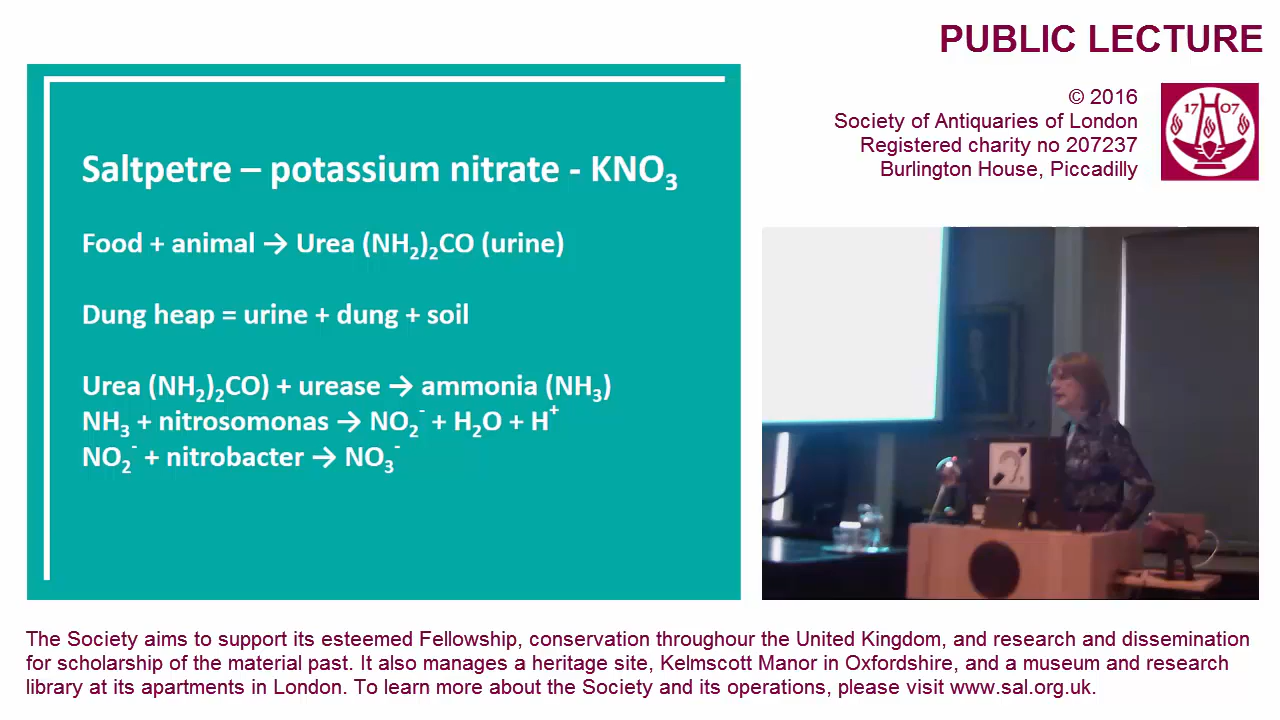 PUBLIC LECTURE
© 2016
Society of Antiquaries of London
Registered charity no 207237
Burlington House, Piccadilly
17 07
Saltpetre – potassium nitrate - KNO₃
Food + animal → Urea (NH₂)₂CO (urine)
Dung heap = urine + dung + soil
Urea (NH₂)₂CO) + urease → ammonia (NH₃)
NH₃ + nitrosomonas → NO₂⁻ + H₂O + H⁺
NO₂⁻ + nitrobacter → NO₃⁻
The Society aims to support its esteemed Fellowship, conservation throughour the United Kingdom, and research and dissemination
for scholarship of the material past. It also manages a heritage site, Kelmscott Manor in Oxfordshire, and a museum and research
library at its apartments in London. To learn more about the Society and its operations, please visit www.sal.org.uk.